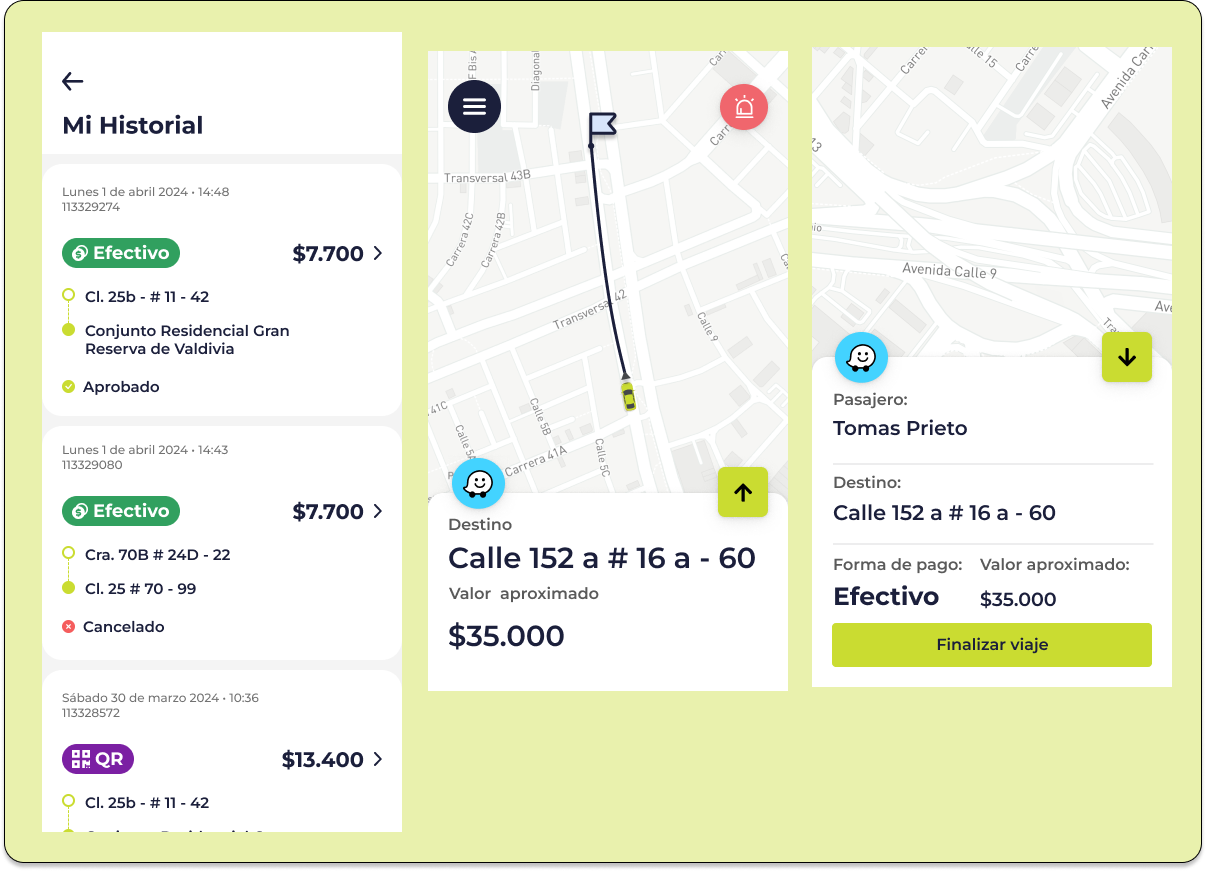 Mi Historial
Lunes 1 de abril 2024 • 14:48
113329274
Efectivo
$7.700
Cl. 25b - # 11 - 42
Conjunto Residencial Gran
Reserva de Valdivia
Aprobado
Lunes 1 de abril 2024 • 14:43
113329080
Efectivo
$7.700
Cra. 70B # 24D - 22
Cl. 25 # 70 - 99
Cancelado
Sábado 30 de marzo 2024 • 10:36
113328572
QR
$13.400
Cl. 25b - # 11 - 42
F Bis A
Diagonal
Transversal 43B
Carrera 42C
Carrera 42B
Transversal 42
Calle 9
41C
Calle 5A
Calle 5B
Carrera 41A
Calle 5C
Destino
Calle 152 a # 16 a - 60
Valor aproximado
$35.000
Calle 15
Avenida Car
13
Avenida Calle 9
Pasajero:
Tomas Prieto
Destino:
Calle 152 a # 16 a - 60
Forma de pago:
Valor aproximado:
Efectivo
$35.000
Finalizar viaje